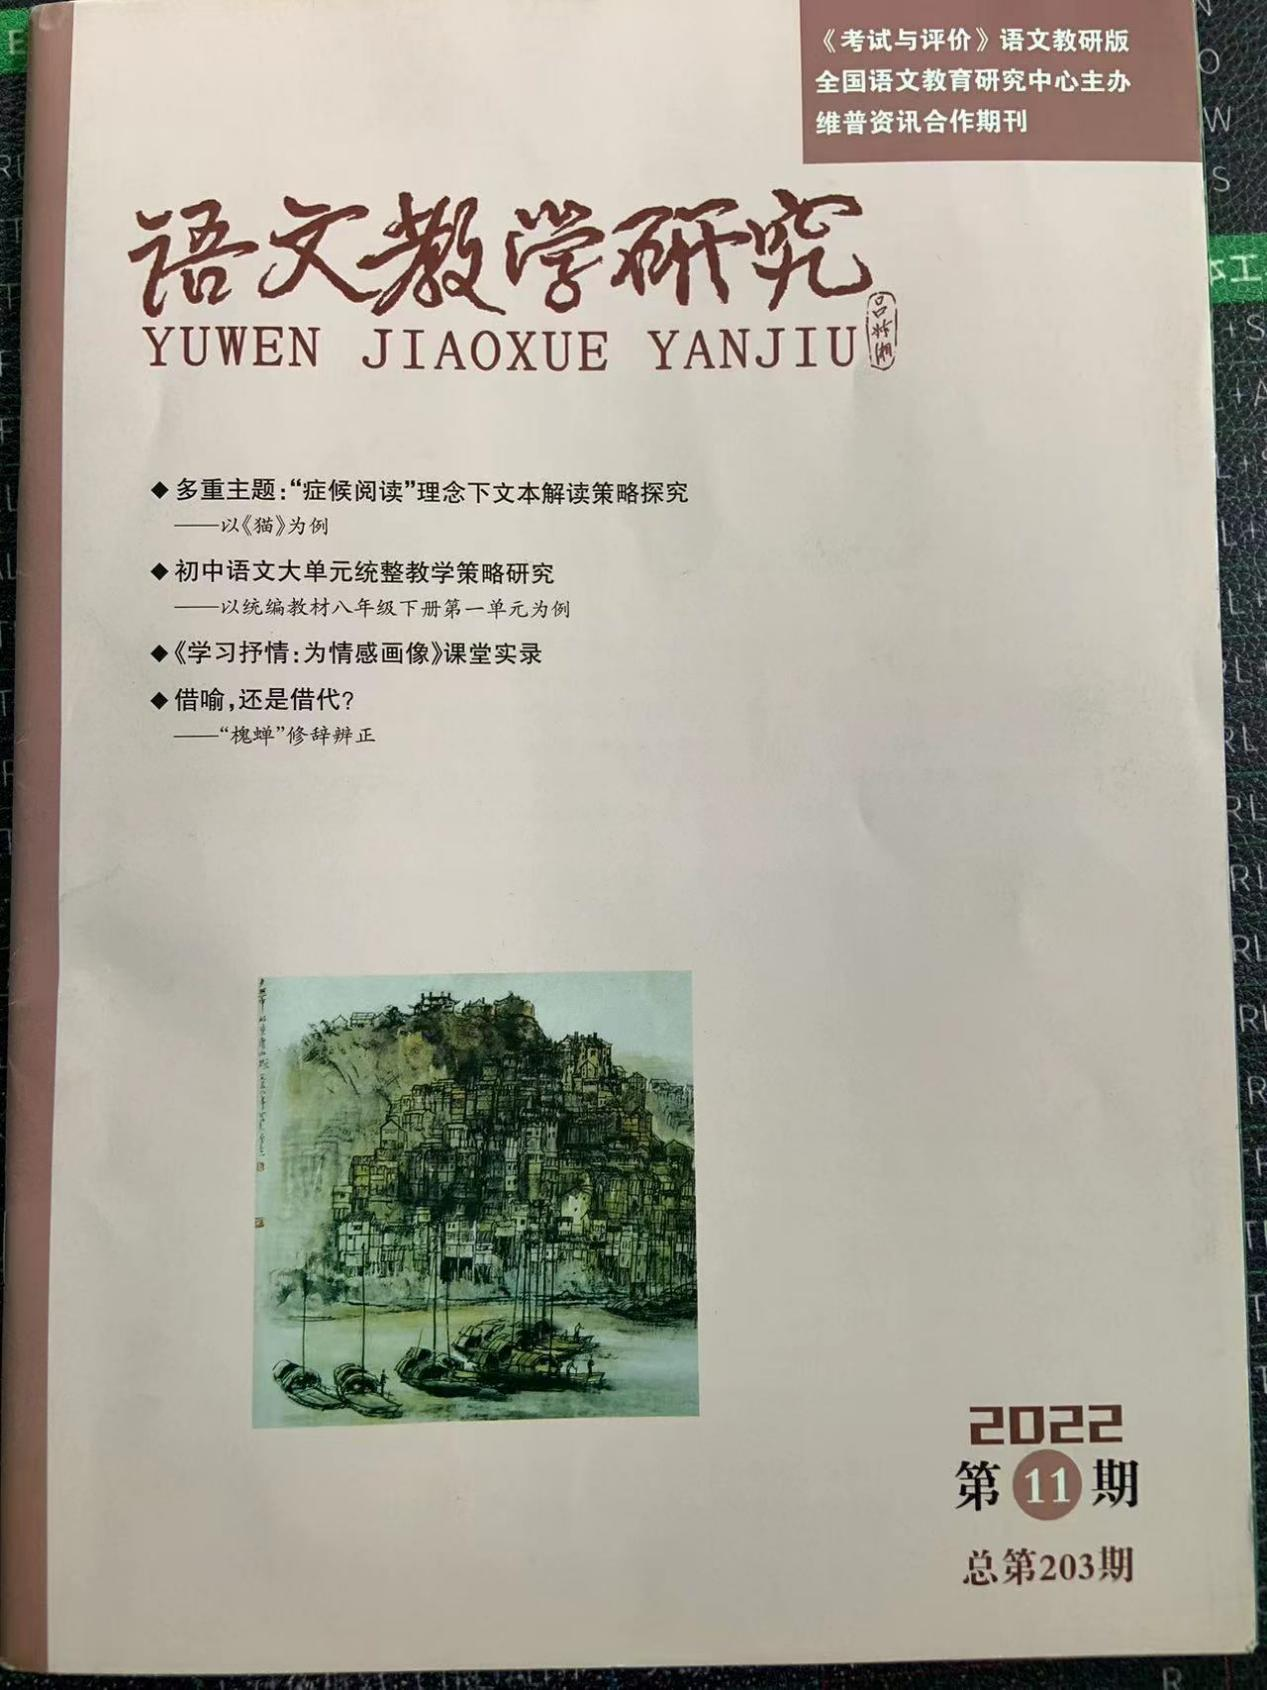 《考试与评价》语文教研版
全国语文教育研究中心主办
维普资讯合作期刊
语文教学研究
YUWEN JIAOXUE YANJIU
吕叔湘
◆多重主题:“症候阅读”理念下文本解读策略探究
——以《猫》为例
◆初中语文大单元统整教学策略研究
——以统编教材八年级下册第一单元为例
◆《学习抒情:为情感画像》课堂实录
◆借喻,还是借代?
——“槐蝉”修辞辨正
2022
第11期
总第203期